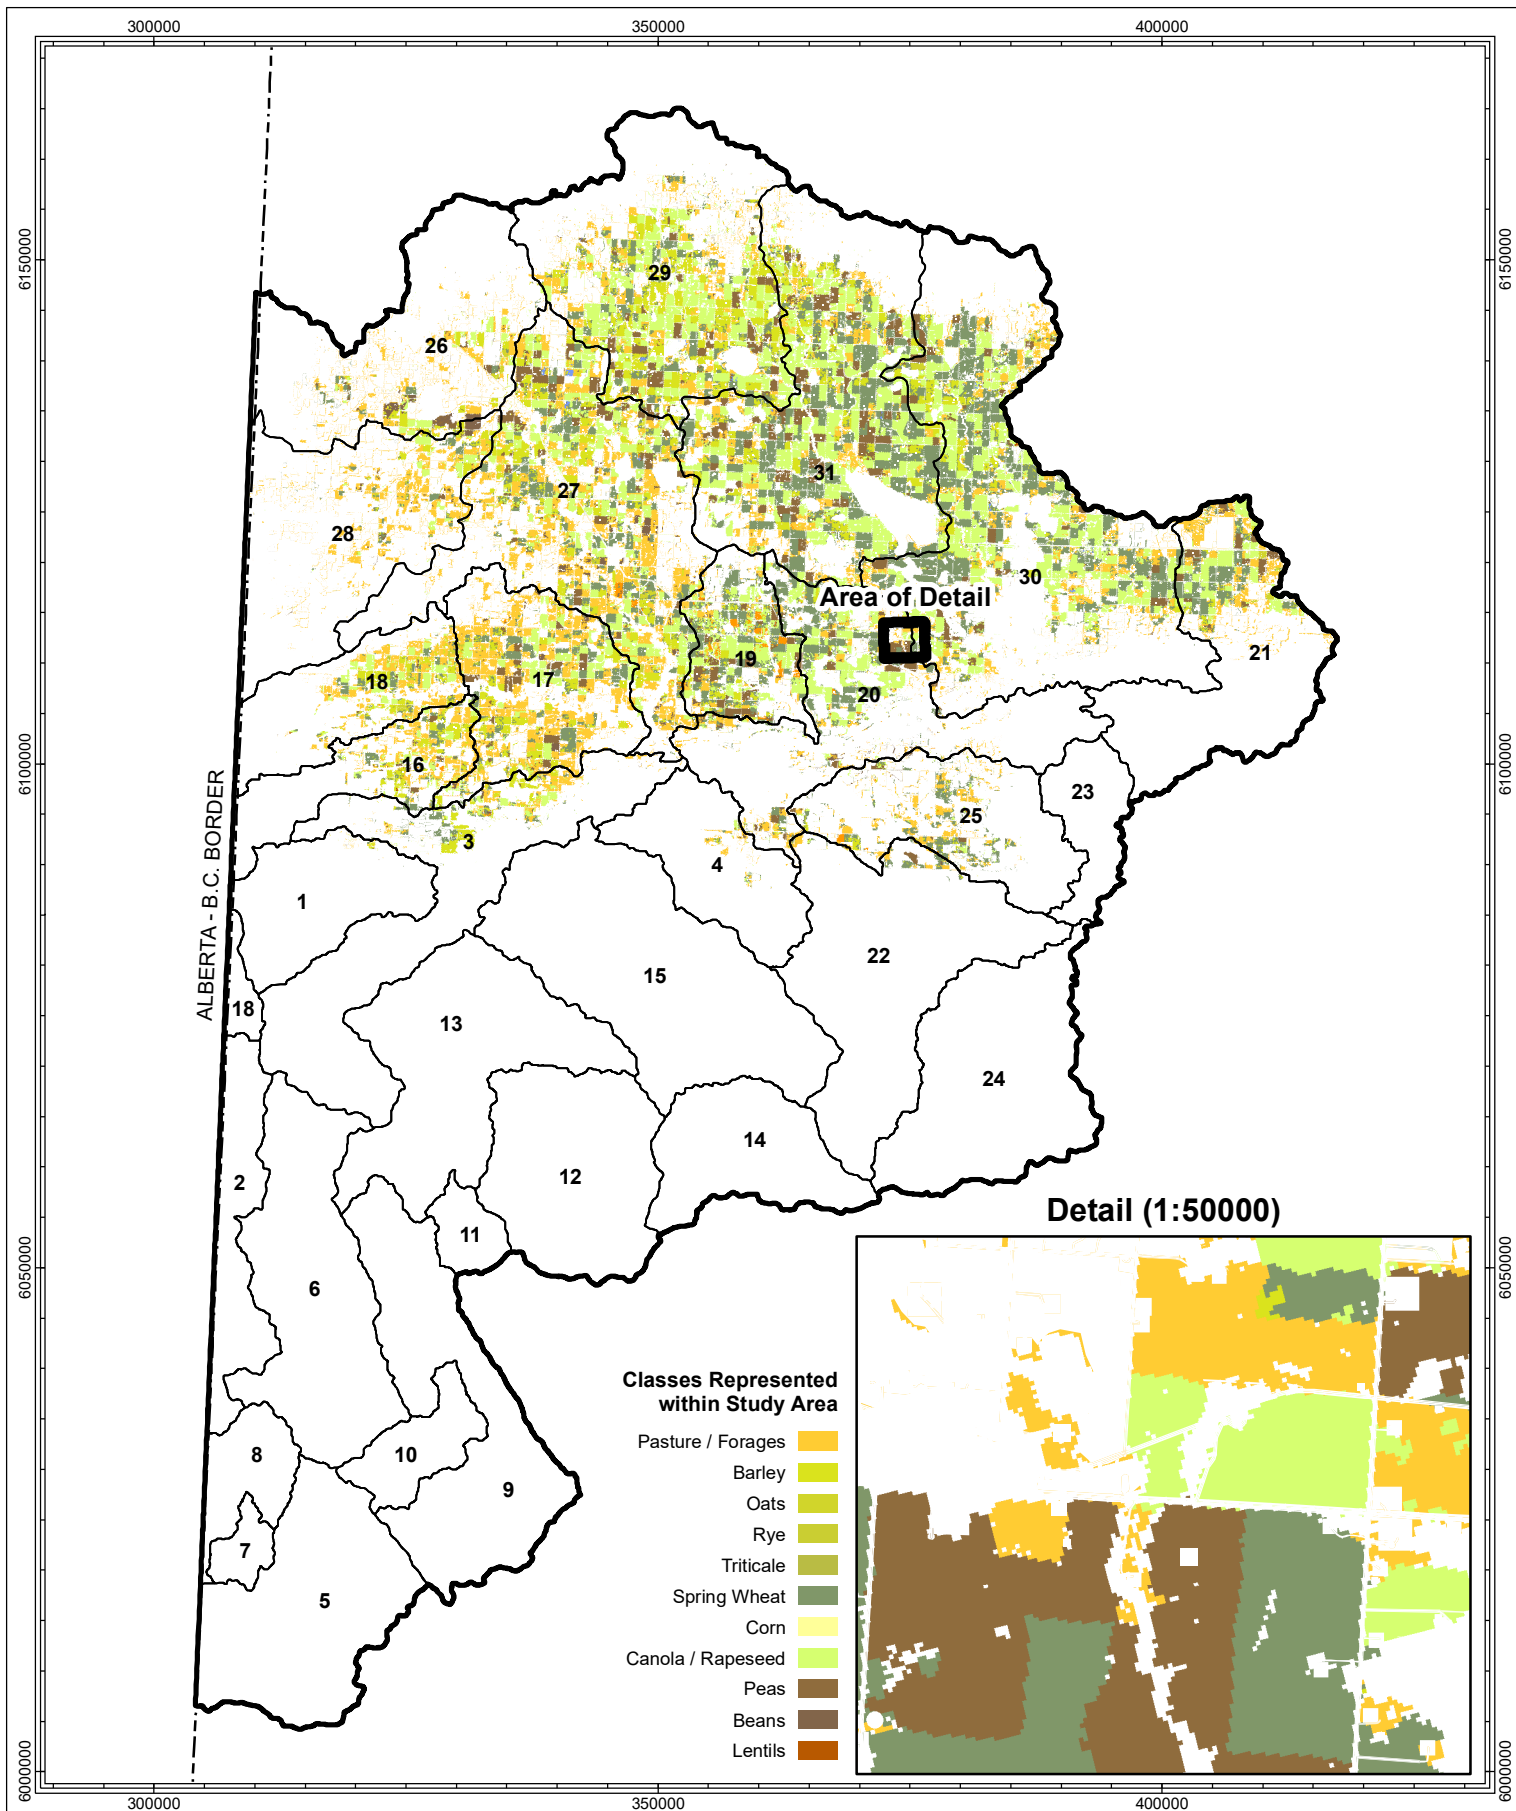 300000
350000
400000
6150000
6150000
29
26
31
27
28
30
Area of Detail
21
19
18
17
20
6100000
6100000
16
23
25
3
4
1
ALBERTA - B.C. BORDER
22
15
18
13
24
14
12
2
11
Detail (1:50000)
6050000
6050000
6
Classes Represented
within Study Area
Pasture / Forages
Barley
Oats
Rye
Triticale
Spring Wheat
Corn
Canola / Rapeseed
Peas
Beans
Lentils
8
10
9
7
5
6000000
6000000
300000
350000
400000